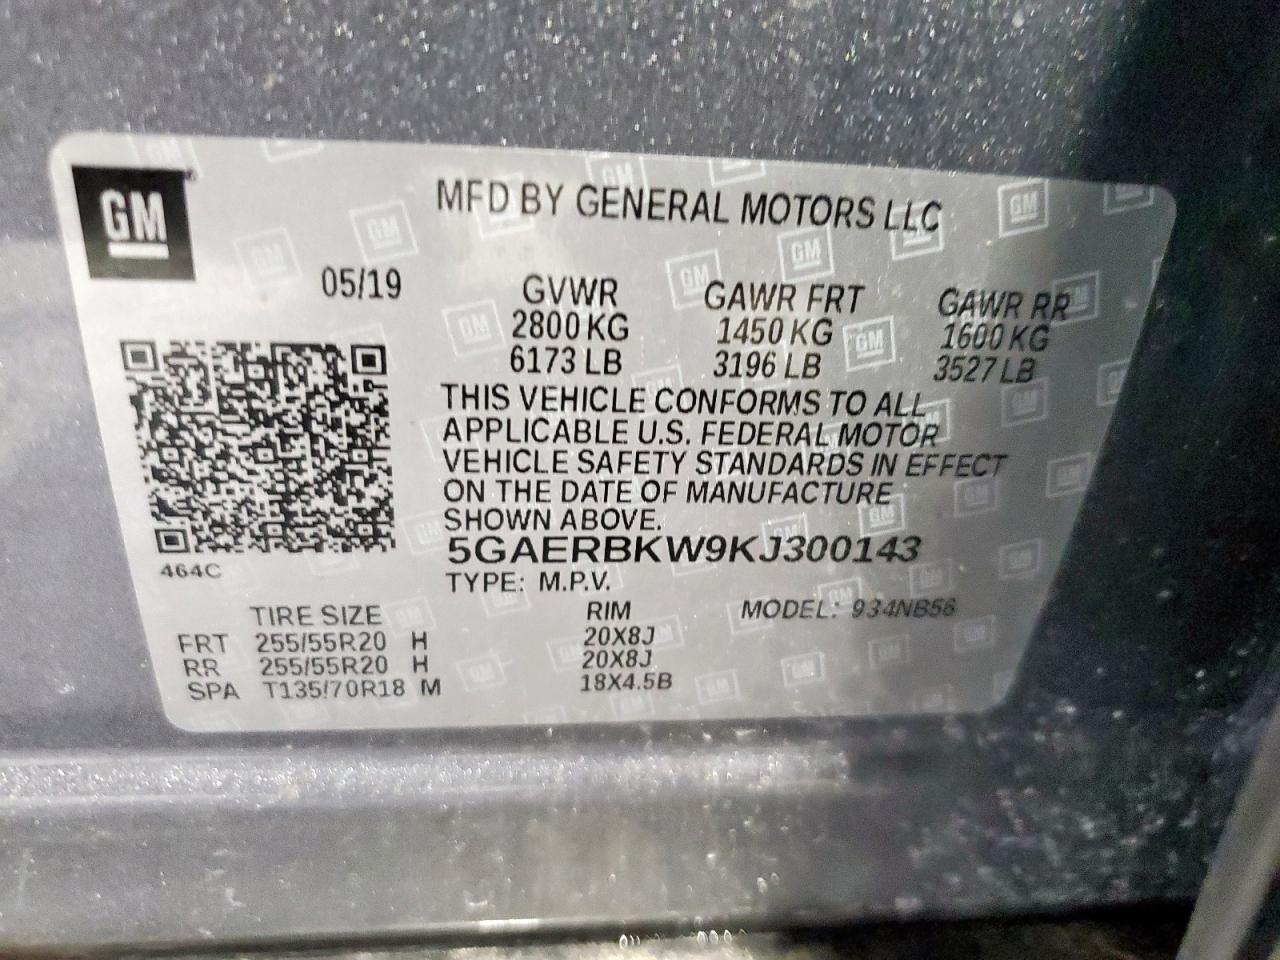 GM
MFD BY GENERAL MOTORS LLC
05/19
GVWR GAWR FRT GAWR RR
2800 KG 1450 KG 1600 KG
6173 LB 3196 LB 3527 LB
THIS VEHICLE CONFORMS TO ALL
APPLICABLE U.S. FEDERAL MOTOR
VEHICLE SAFETY STANDARDS IN EFFECT
ON THE DATE OF MANUFACTURE
SHOWN ABOVE.
5GAERBKW9KJ300143
464C
TYPE: M.P.V.
TIRE SIZE RIM MODEL: 934NB56
FRT 255/55R20 H 20X8J
RR 255/55R20 H 20X8J
SPA T135/70R18 M 18X4.5B